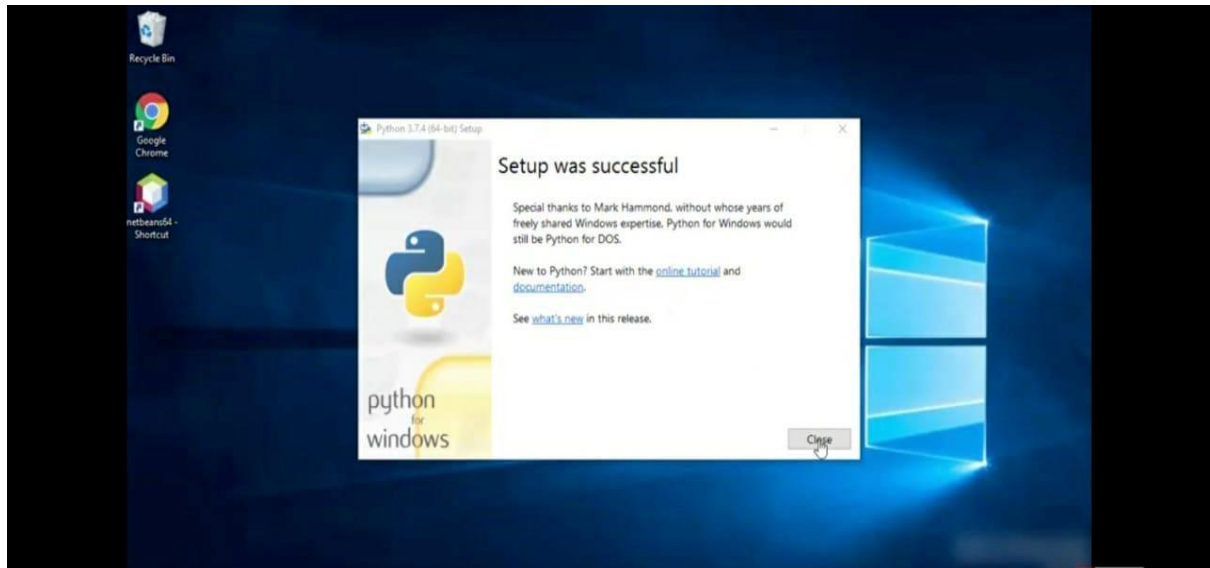 Recycle Bin
Google
Chrome
netbeans64 -
Shortcut
Python 3.7.4 (64-bit) Setup
Setup was successful
Special thanks to Mark Hammond, without whose years of
freely shared Windows expertise, Python for Windows would
still be Python for DOS.
New to Python? Start with the online tutorial and
documentation.
See what's new in this release.
python
for
windows
Close